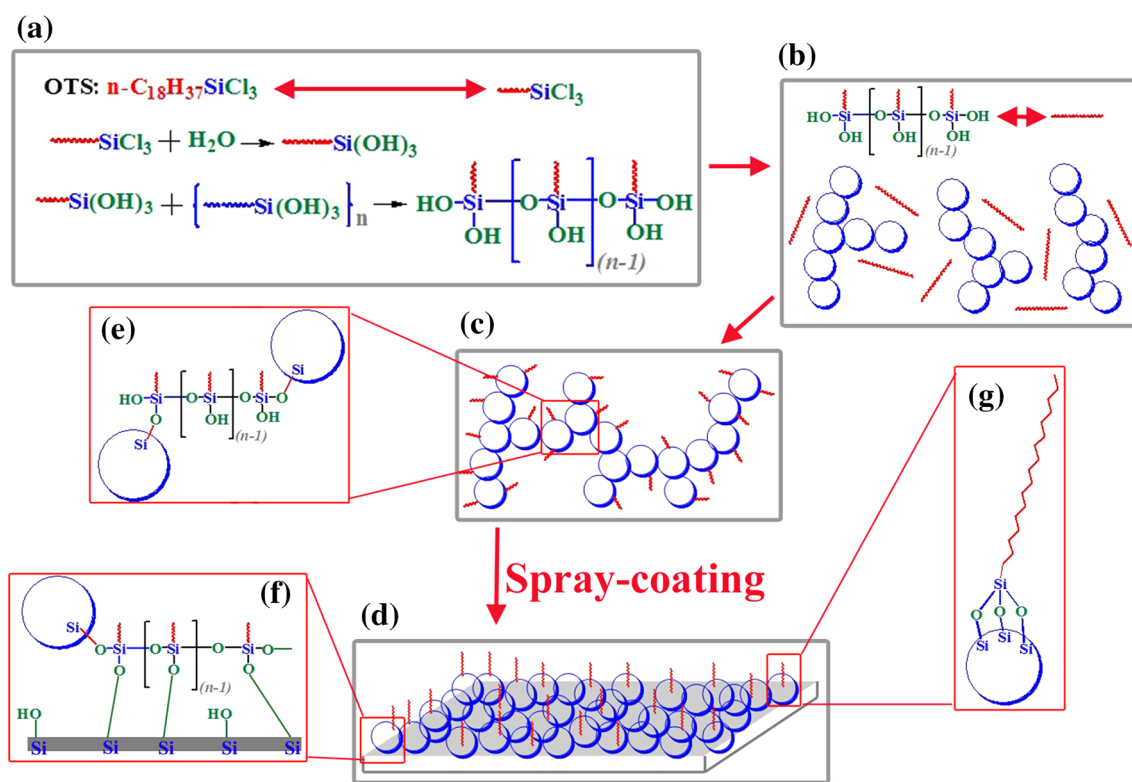 (a)
OTS: n-C₁₈H₃₇SiCl₃ SiCl₃
SiCl₃ + H₂O Si(OH)₃
Si(OH)₃ + { Si(OH)₃ }n HO Si [ O Si ] O Si OH
OH OH OH
(n-1)
(b)
HO Si [ O Si ] O Si OH
OH OH OH
(n-1)
(c)
(e)
HO Si [ O Si ] O Si O Si
O OH OH
(n-1)
Si
Spray-coating
(g)
Si
O O O
Si Si Si
(f)
Si O Si [ O Si ] O Si O
O O O
(n-1)
HO HO
Si Si Si Si Si
(d)